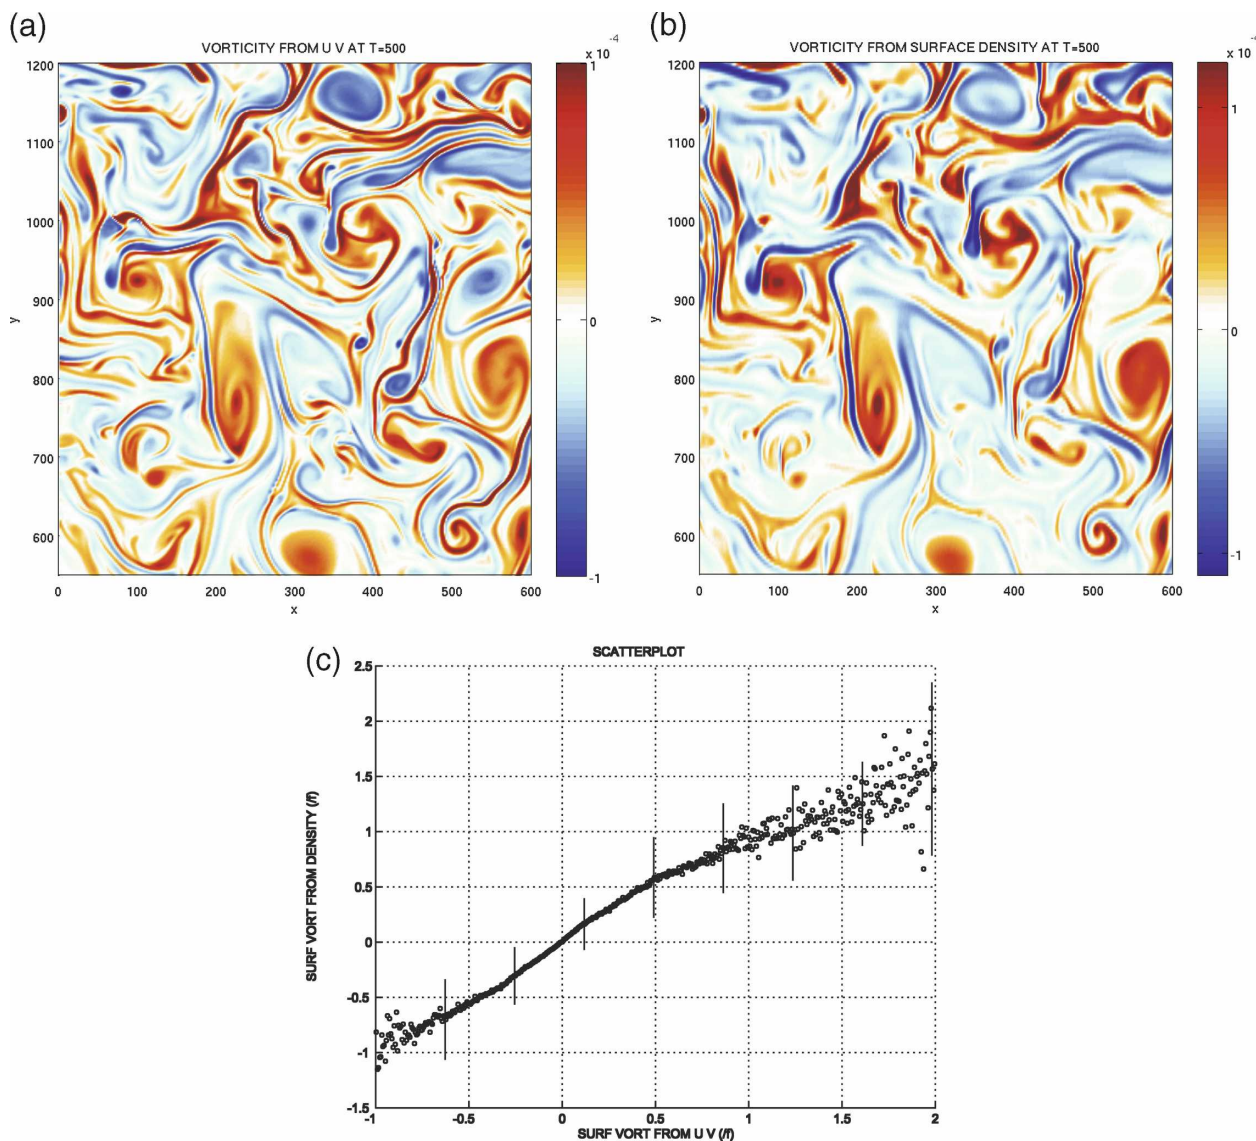 (a)
VORTICITY FROM U V AT T=500
x 10 -4
1
0
-1
1200
1100
1000
900
800
700
600
y
0 100 200 300 400 500 600
x
(b)
VORTICITY FROM SURFACE DENSITY AT T=500
x 10
1
0
-1
1200
1100
1000
900
800
700
600
y
0 100 200 300 400 500 600
x
(c)
SCATTERPLOT
2.5
2
1.5
1
0.5
0
-0.5
-1
-1.5
SURF VORT FROM DENSITY (/f)
-1 -0.5 0 0.5 1 1.5 2
SURF VORT FROM U V (/f)